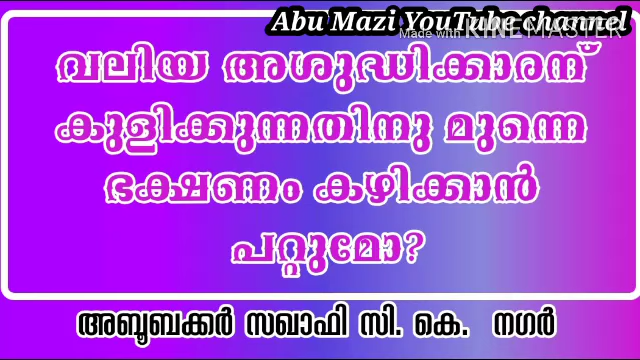 Abu Mazi YouTube channel
Made with KINEMASTER
വലിയ അശുദ്ധിക്കാരന്
കുളിക്കുന്നതിനു മുന്നെ
ഭക്ഷണം കഴിക്കാൻ
പറ്റുമോ?
അബൂബക്കർ സഖാഫി സി. കെ. നഗർ